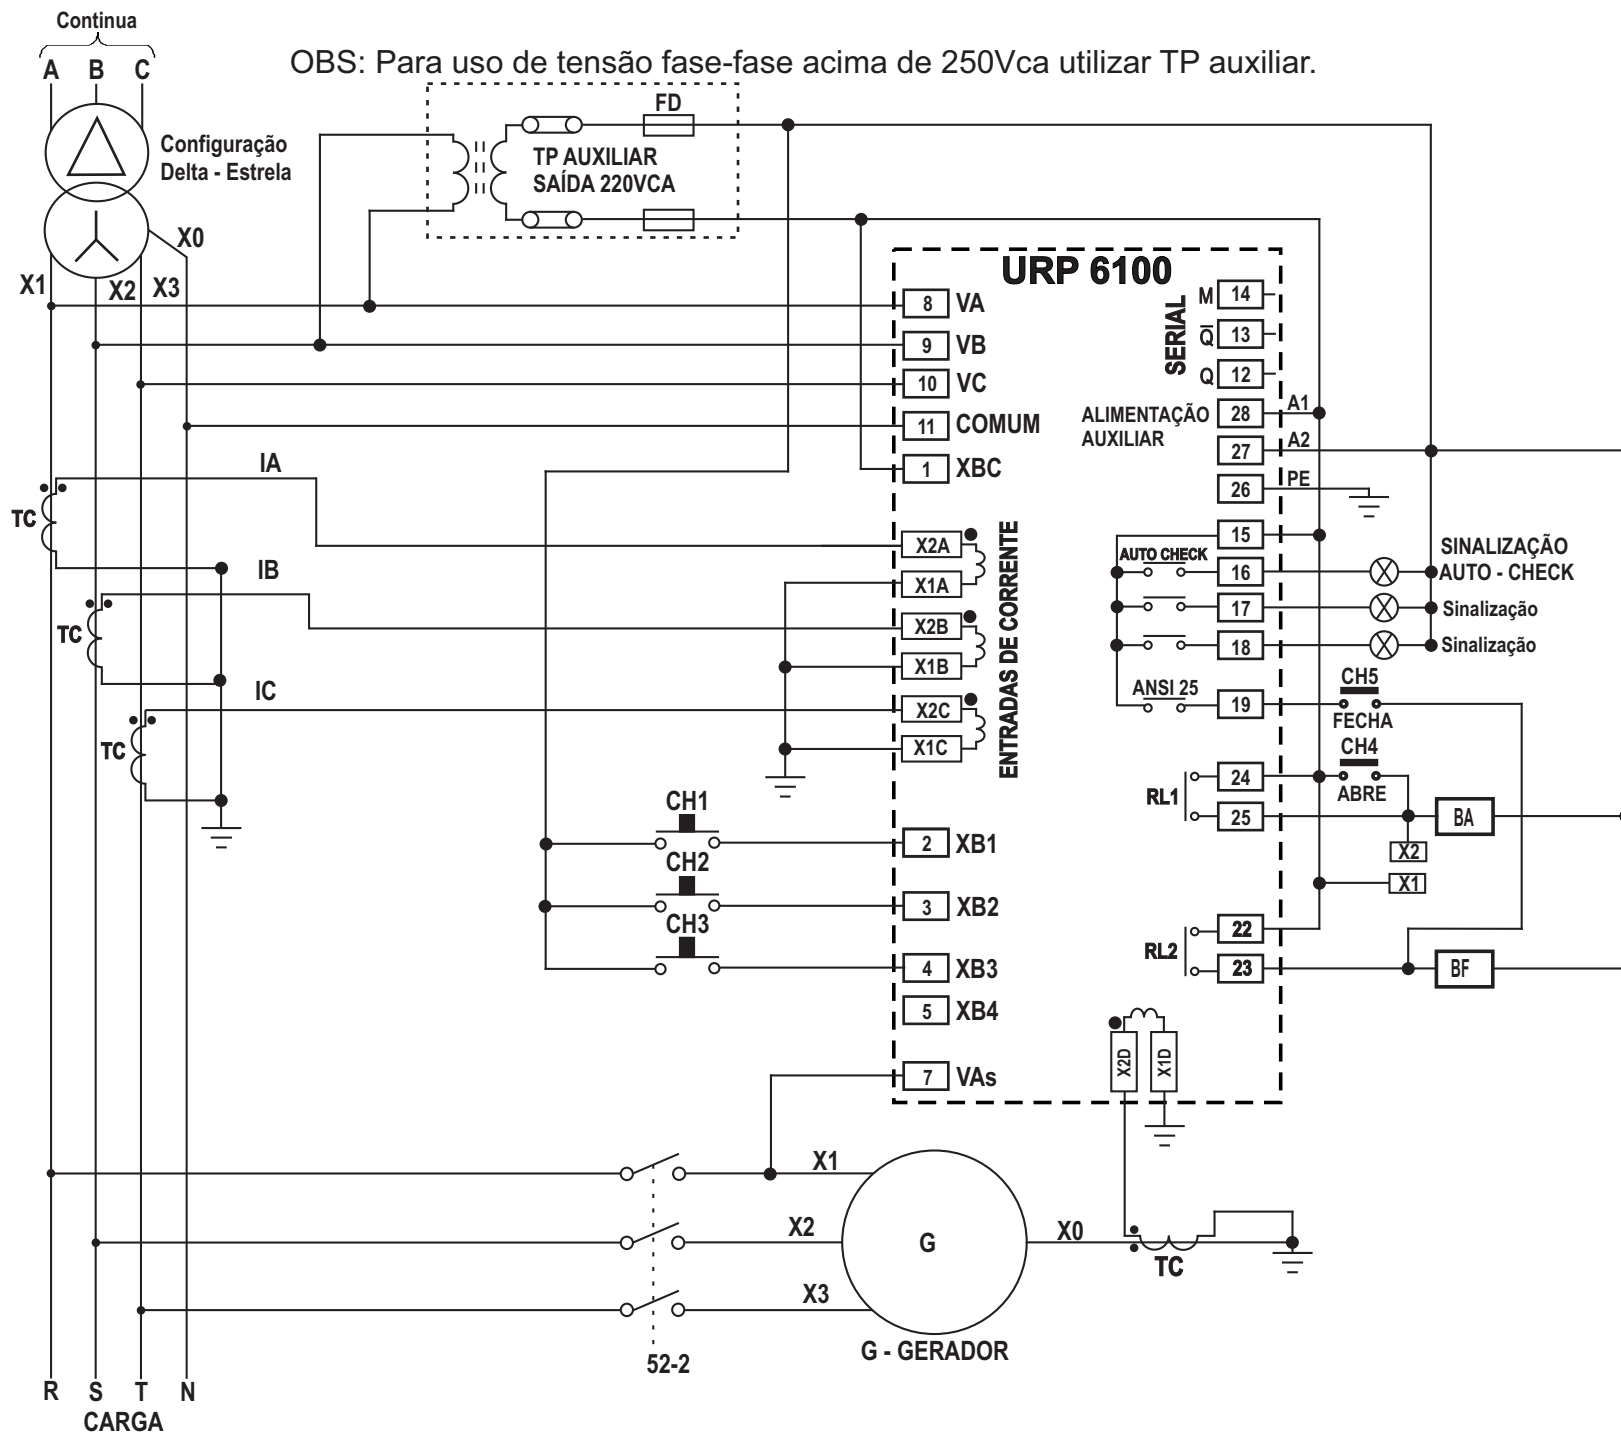 Continua
A B C
OBS: Para uso de tensão fase-fase acima de 250Vca utilizar TP auxiliar.
Configuração
Delta - Estrela
FD
TP AUXILIAR
SAÍDA 220VCA
X0
X1
X2
X3
URP 6100
8 VA
9 VB
10 VC
11 COMUM
1 XBC
SERIAL
M 14
Q̅ 13
Q 12
ALIMENTAÇÃO
AUXILIAR
28 A1
27 A2
26 PE
IA
TC
IB
TC
IC
TC
X2A
X1A
X2B
X1B
X2C
X1C
ENTRADAS DE CORRENTE
15
AUTO CHECK
16
17
18
ANSI 25
19
SINALIZAÇÃO
AUTO - CHECK
Sinalização
Sinalização
CH5
FECHA
CH4
ABRE
RL1
24
25
BA
X2
X1
RL2
22
23
BF
CH1
2 XB1
CH2
3 XB2
CH3
4 XB3
5 XB4
7 VAs
X2D
X1D
X1
X2
X3
G
X0
TC
G - GERADOR
52-2
R S T N
CARGA